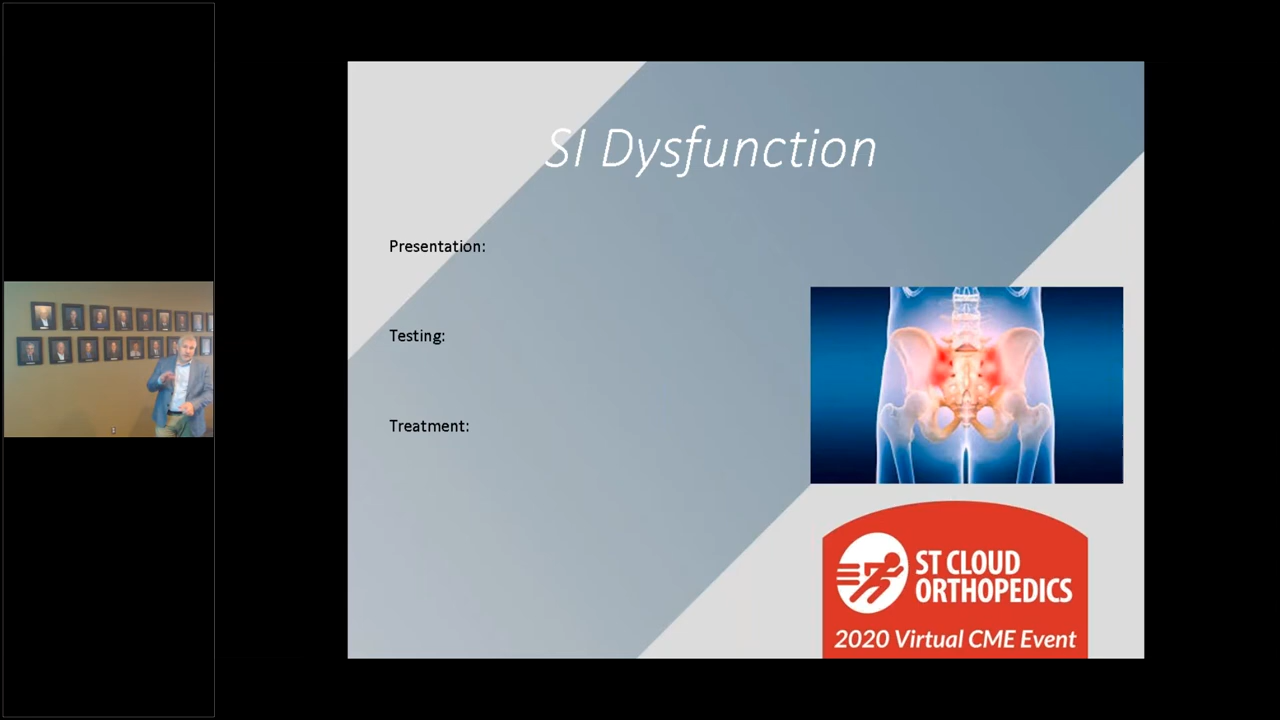 SI Dysfunction
Presentation:
Testing:
Treatment:
ST CLOUD
ORTHOPEDICS
2020 Virtual CME Event